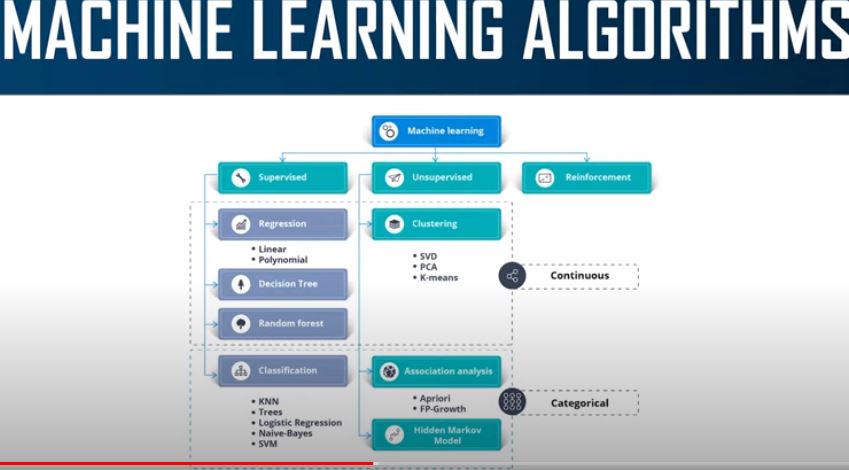 MACHINE LEARNING ALGORITHMS
Machine learning
Supervised
Unsupervised
Reinforcement
Regression
• Linear
• Polynomial
Decision Tree
Random forest
Clustering
• SVD
• PCA
• K-means
Continuous
Classification
• KNN
• Trees
• Logistic Regression
• Naive-Bayes
• SVM
Association analysis
• Apriori
• FP-Growth
Hidden Markov
Model
Categorical